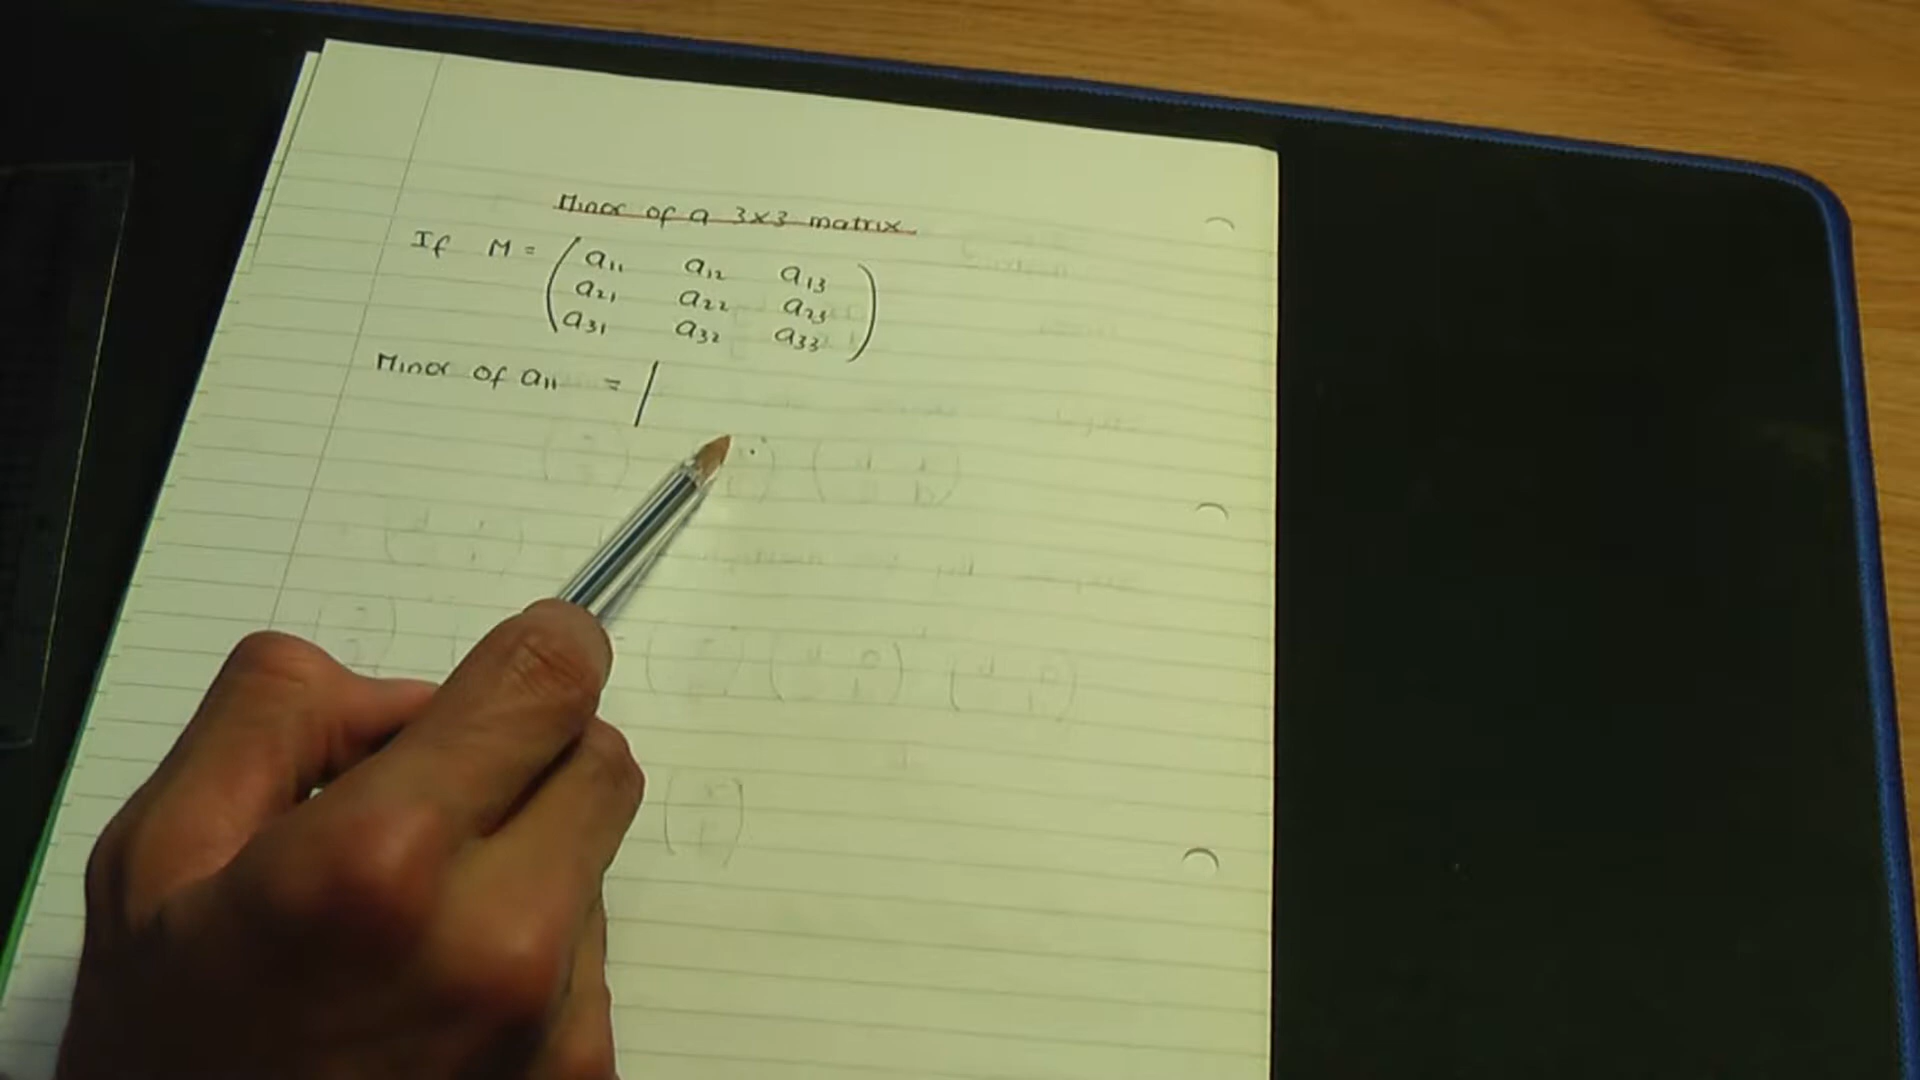 Minor of a 3x3 matrix
If M = ( a₁₁ a₁₂ a₁₃
a₂₁ a₂₂ a₂₃
a₃₁ a₃₂ a₃₃ )
Minor of a₁₁ = |